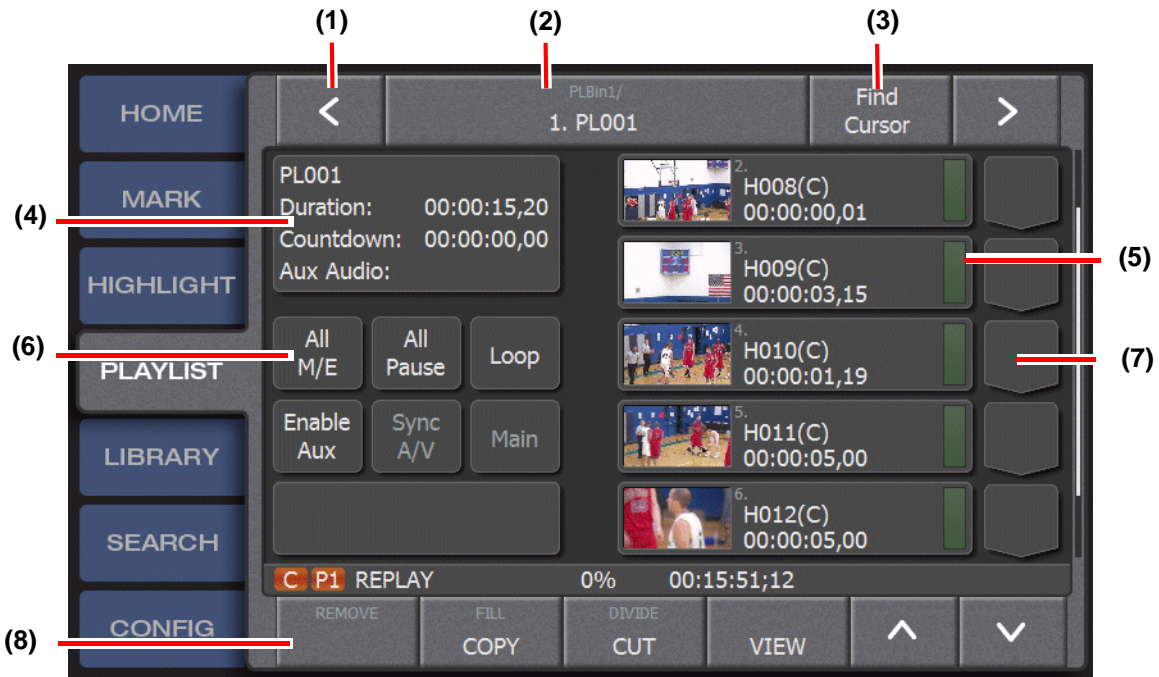 (1)
(2)
(3)
HOME
MARK
HIGHLIGHT
PLAYLIST
LIBRARY
SEARCH
CONFIG
<
PLBin1/
1. PL001
Find
Cursor
>
(4)
PL001
Duration: 00:00:15,20
Countdown: 00:00:00,00
Aux Audio:
2.
H008(C)
00:00:00,01
3.
H009(C)
00:00:03,15
(5)
(6)
All
M/E
All
Pause
Loop
4.
H010(C)
00:00:01,19
(7)
Enable
Aux
Sync
A/V
Main
5.
H011(C)
00:00:05,00
6.
H012(C)
00:00:05,00
C P1 REPLAY 0% 00:15:51;12
(8)
REMOVE
FILL
COPY
DIVIDE
CUT
VIEW